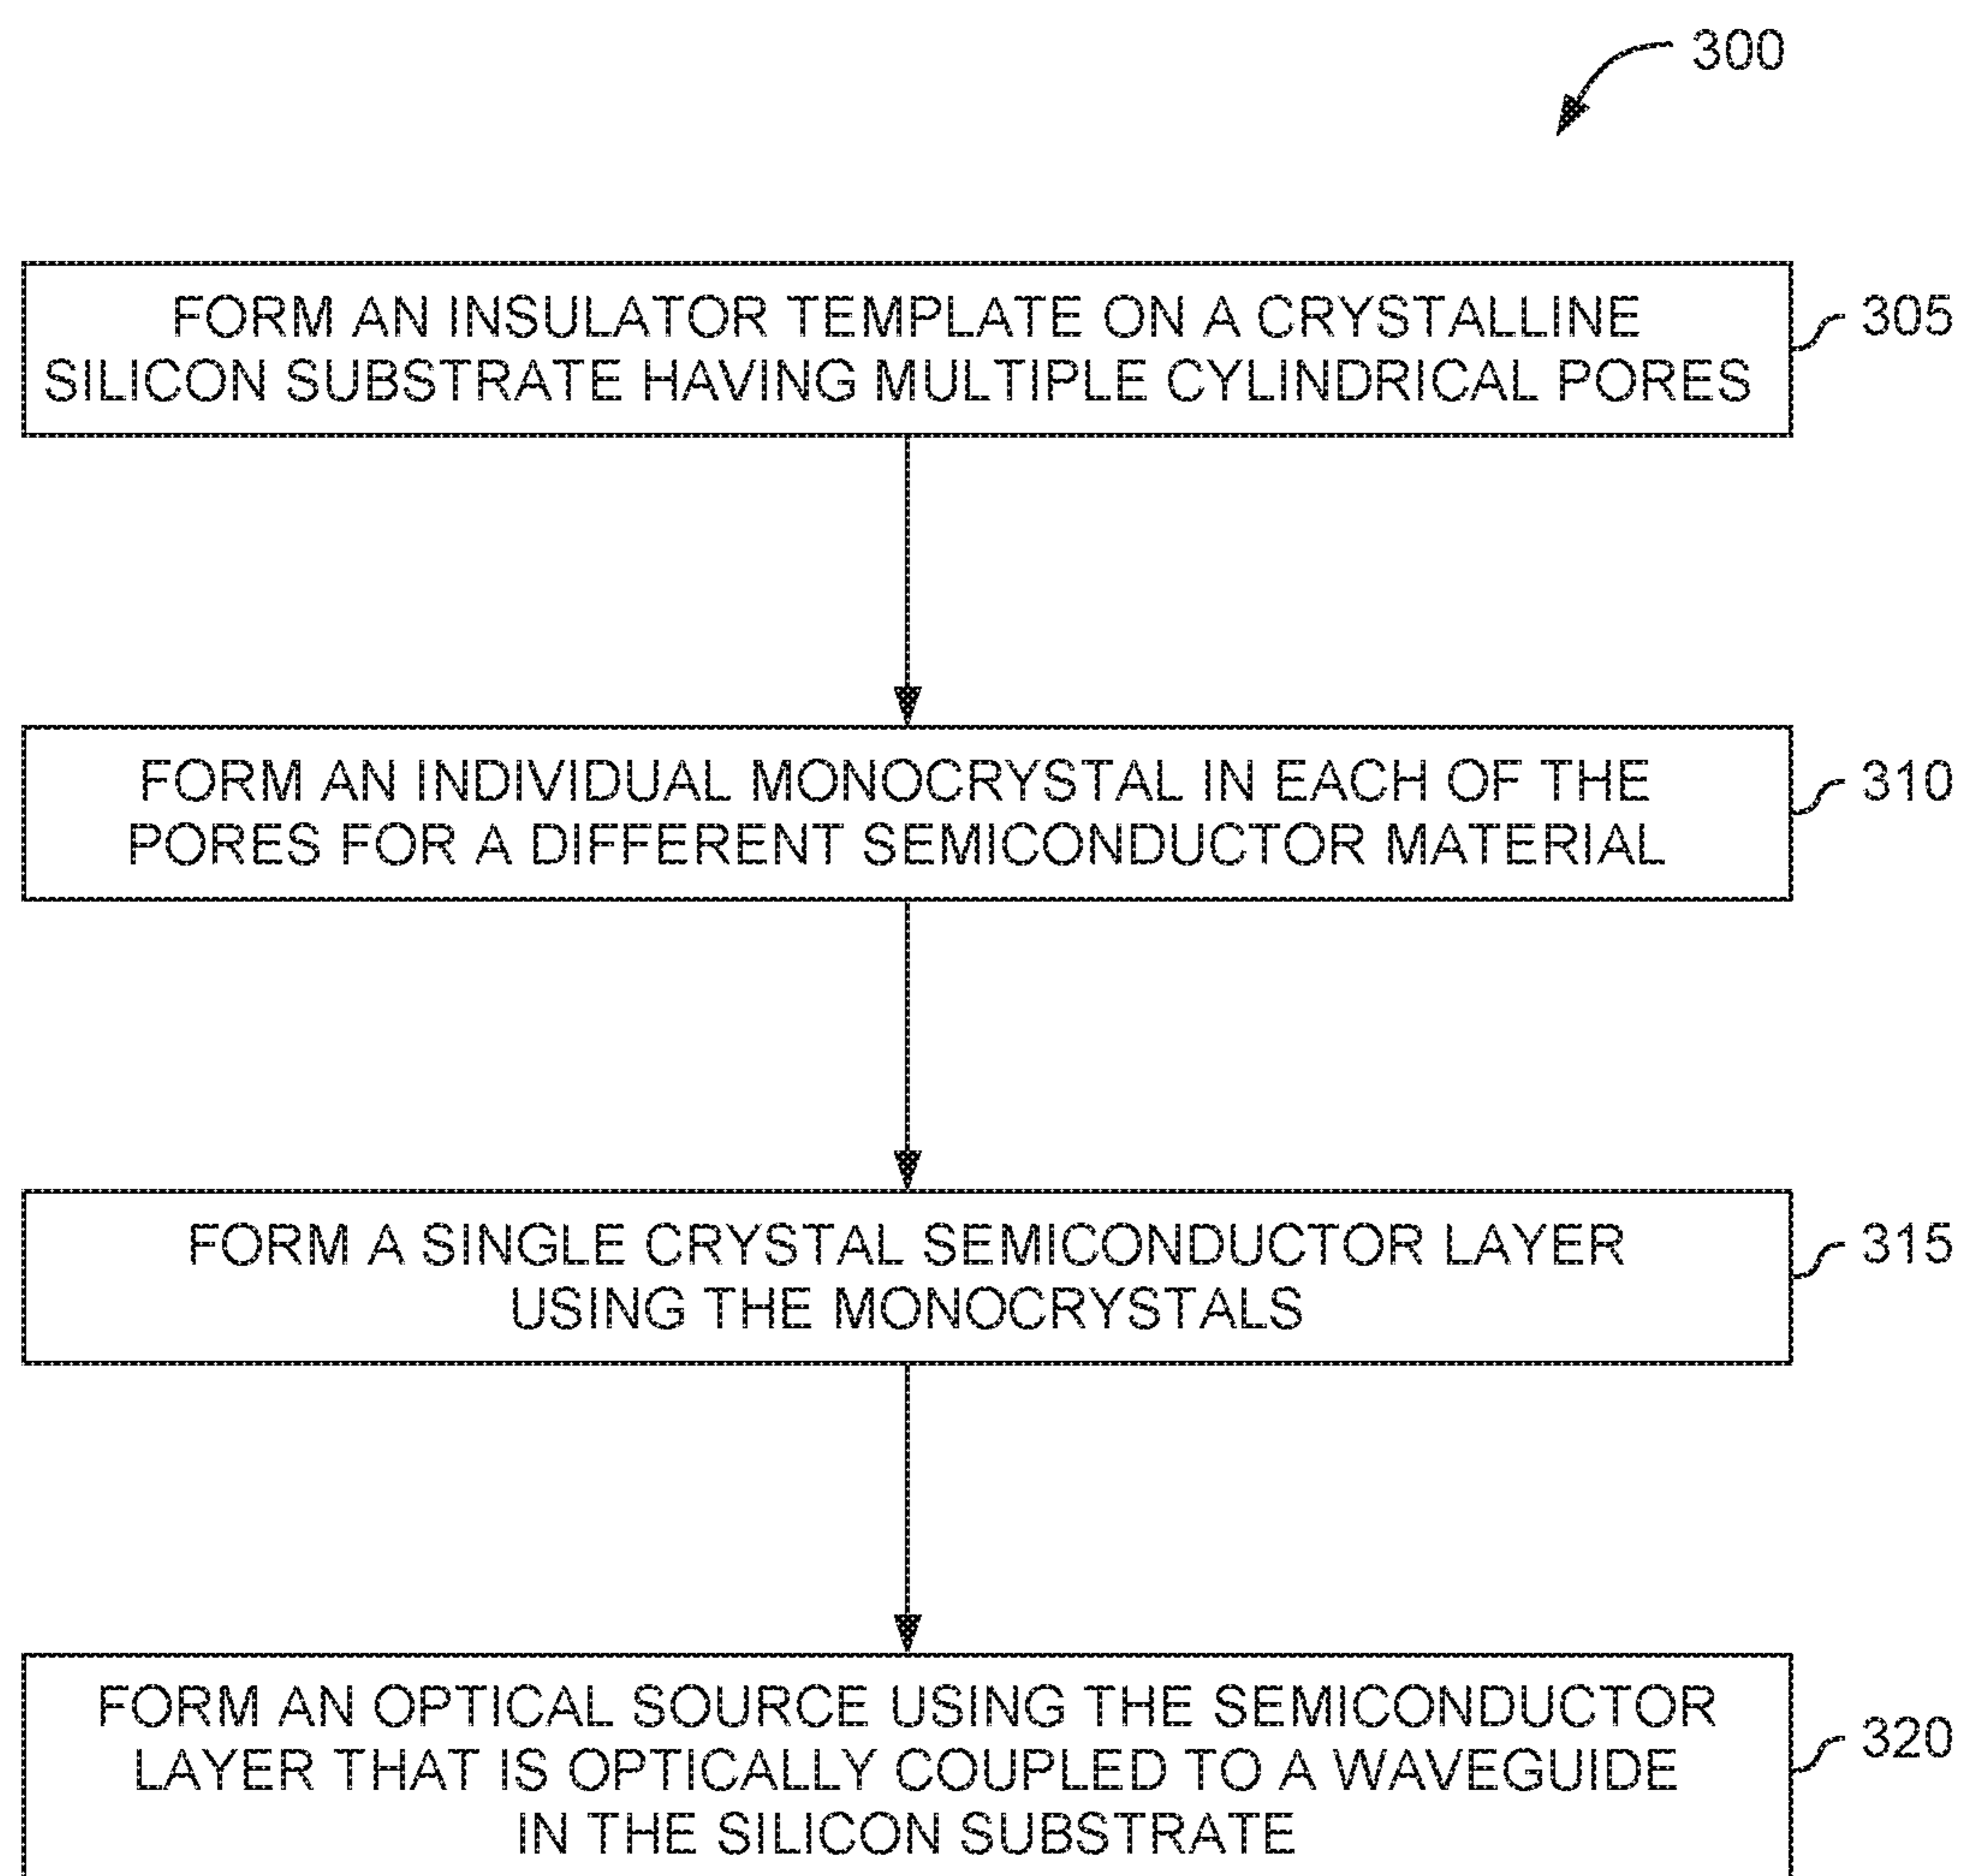 300
FORM AN INSULATOR TEMPLATE ON A CRYSTALLINE
SILICON SUBSTRATE HAVING MULTIPLE CYLINDRICAL PORES
305
FORM AN INDIVIDUAL MONOCRYSTAL IN EACH OF THE
PORES FOR A DIFFERENT SEMICONDUCTOR MATERIAL
310
FORM A SINGLE CRYSTAL SEMICONDUCTOR LAYER
USING THE MONOCRYSTALS
315
FORM AN OPTICAL SOURCE USING THE SEMICONDUCTOR
LAYER THAT IS OPTICALLY COUPLED TO A WAVEGUIDE
IN THE SILICON SUBSTRATE
320